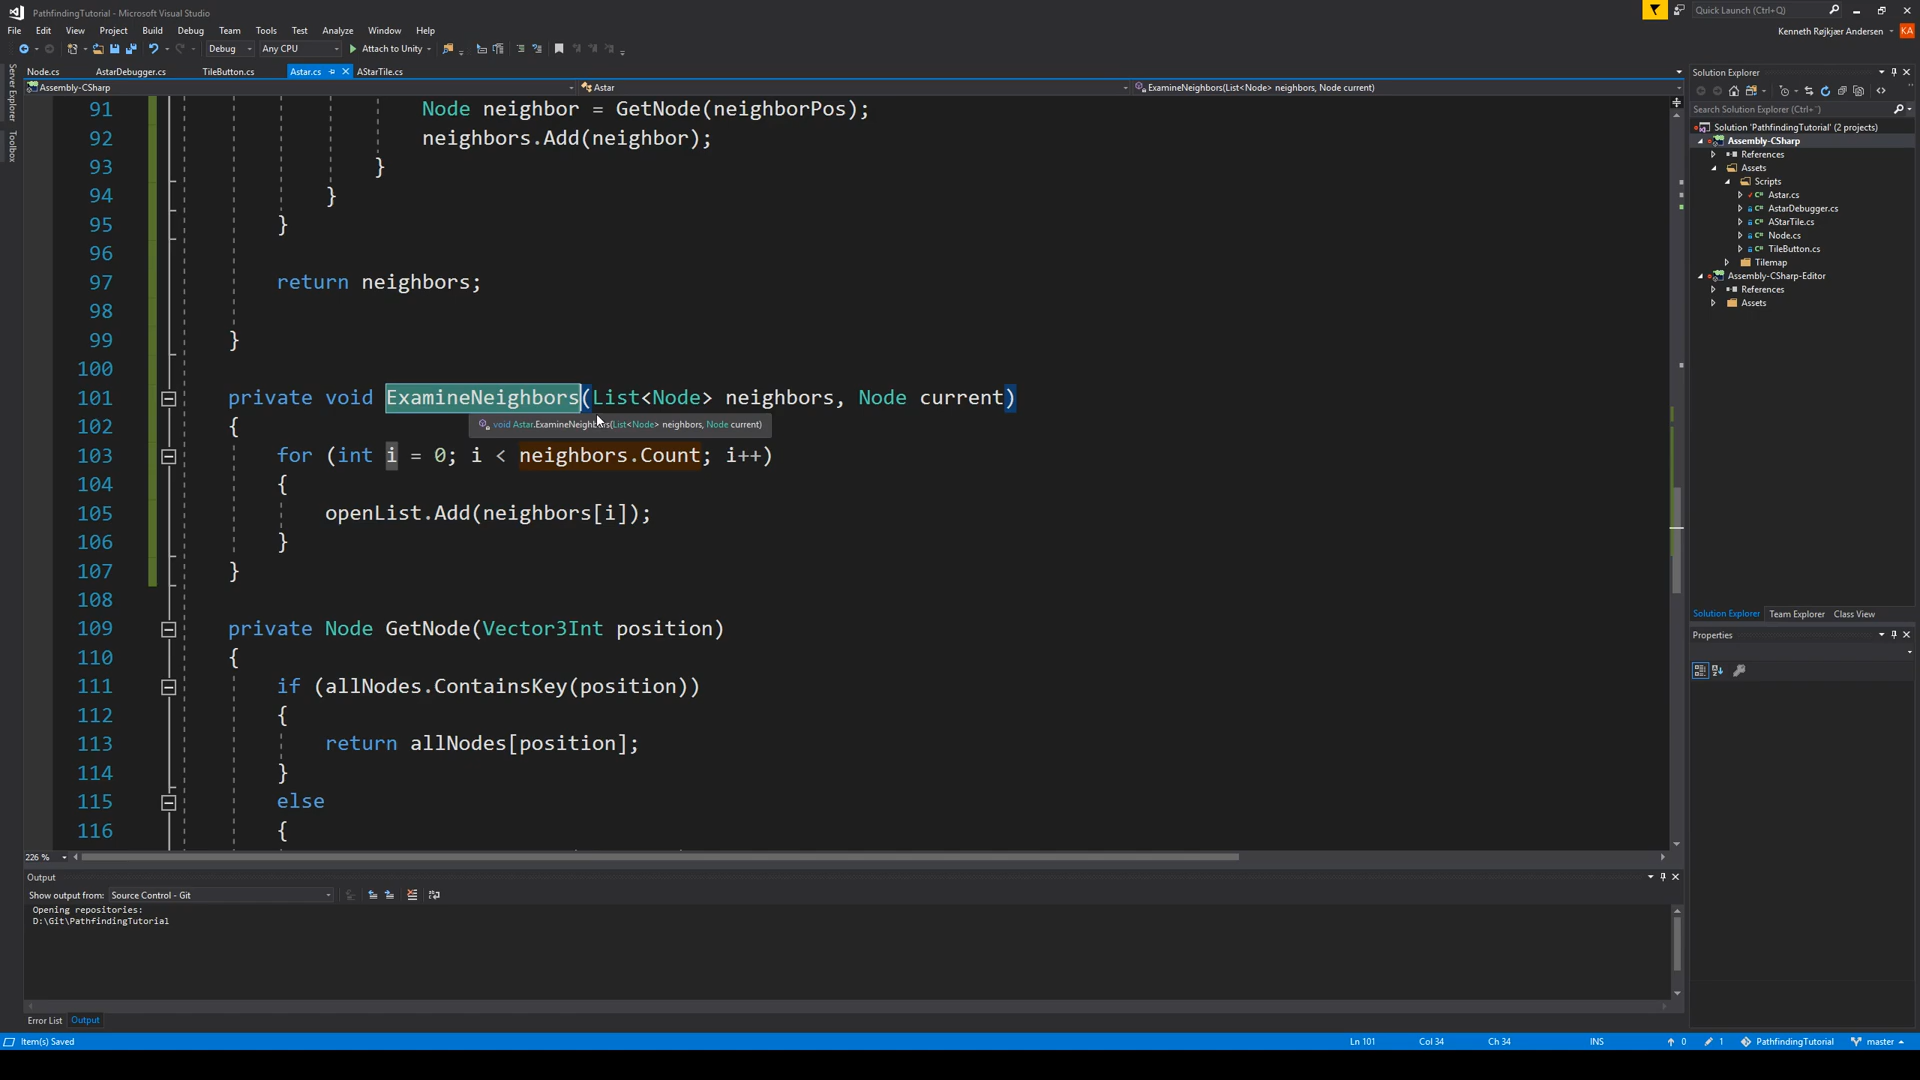 PathfindingTutorial - Microsoft Visual Studio
Quick Launch (Ctrl+Q)
File Edit View Project Build Debug Team Tools Test Analyze Window Help
Kenneth Røjkjær Andersen KA
Debug Any CPU Attach to Unity
Node.cs AstarDebugger.cs TileButton.cs Astar.cs AStarTile.cs
Assembly-CSharp Astar ExamineNeighbors(List<Node> neighbors, Node current)
Server Explorer
Toolbox
91 Node neighbor = GetNode(neighborPos);
92 neighbors.Add(neighbor);
93 }
94 }
95 }
96
97 return neighbors;
98
99 }
100
101 private void ExamineNeighbors(List<Node> neighbors, Node current)
102 {
void Astar.ExamineNeighbors(List<Node> neighbors, Node current)
103 for (int i = 0; i < neighbors.Count; i++)
104 {
105 openList.Add(neighbors[i]);
106 }
107 }
108
109 private Node GetNode(Vector3Int position)
110 {
111 if (allNodes.ContainsKey(position))
112 {
113 return allNodes[position];
114 }
115 else
116 {
226 %
Solution Explorer
Search Solution Explorer (Ctrl+¨)
Solution 'PathfindingTutorial' (2 projects)
Assembly-CSharp
References
Assets
Scripts
Astar.cs
AstarDebugger.cs
AStarTile.cs
Node.cs
TileButton.cs
Tilemap
Assembly-CSharp-Editor
References
Assets
Solution Explorer Team Explorer Class View
Properties
Output
Show output from: Source Control - Git
Opening repositories:
D:\Git\PathfindingTutorial
Error List Output
Item(s) Saved Ln 101 Col 34 Ch 34 INS 0 1 PathfindingTutorial master